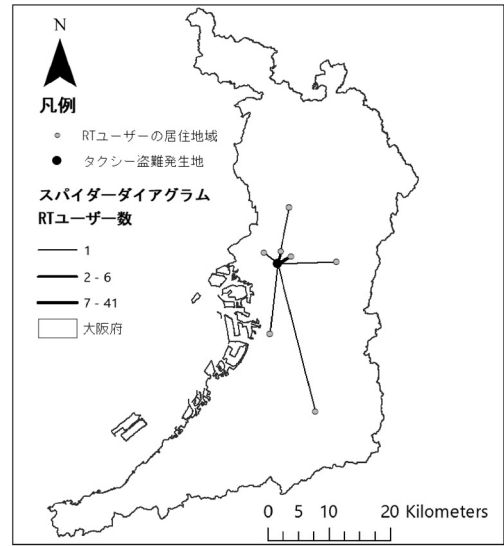 N
凡例
RTユーザーの居住地域
タクシー盗難発生地
スパイダーダイアグラム
RTユーザー数
1
2 - 6
7 - 41
大阪府
0 5 10 20 Kilometers